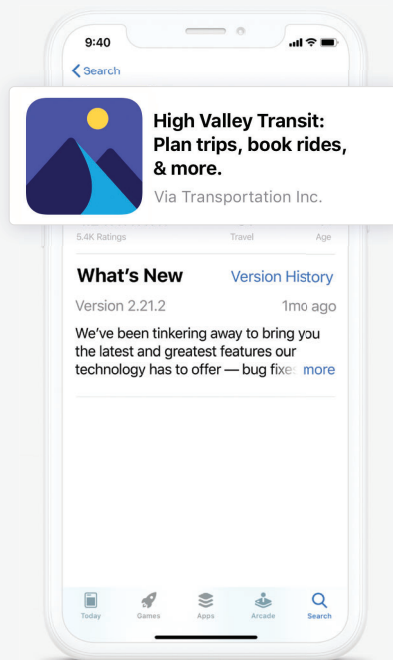 9:40
Search
High Valley Transit:
Plan trips, book rides,
& more.
Via Transportation Inc.
5.4K Ratings
Travel
Age
What's New
Version History
Version 2.21.2
1mo ago
We've been tinkering away to bring you
the latest and greatest features our
technology has to offer — bug fixes more
Today
Games
Apps
Arcade
Search